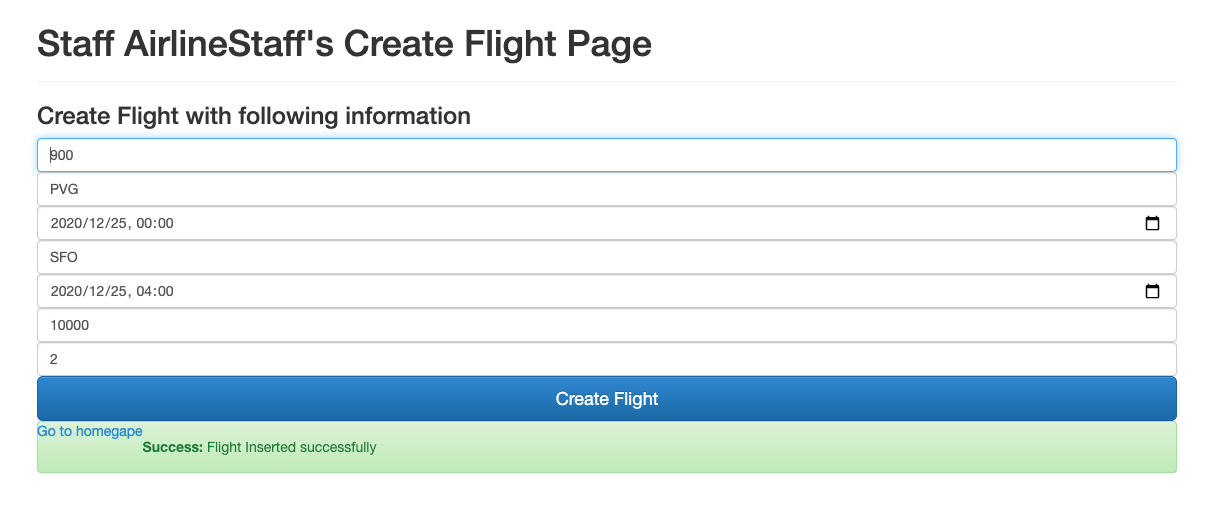 Staff AirlineStaff's Create Flight Page
Create Flight with following information
900
PVG
2020/12/25, 00:00
SFO
2020/12/25, 04:00
10000
2
Create Flight
Go to homegape
Success: Flight Inserted successfully